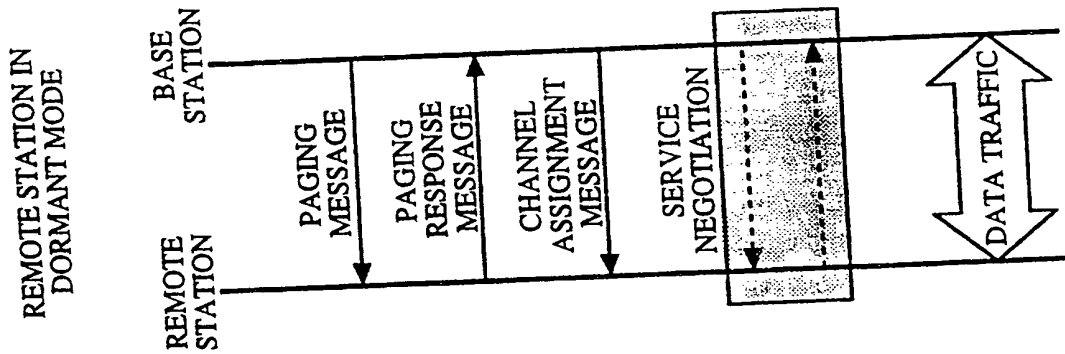 REMOTE STATION IN
DORMANT MODE
REMOTE
STATION
BASE
STATION
PAGING
MESSAGE
PAGING
RESPONSE
MESSAGE
CHANNEL
ASSIGNMENT
MESSAGE
SERVICE
NEGOTIATION
DATA TRAFFIC